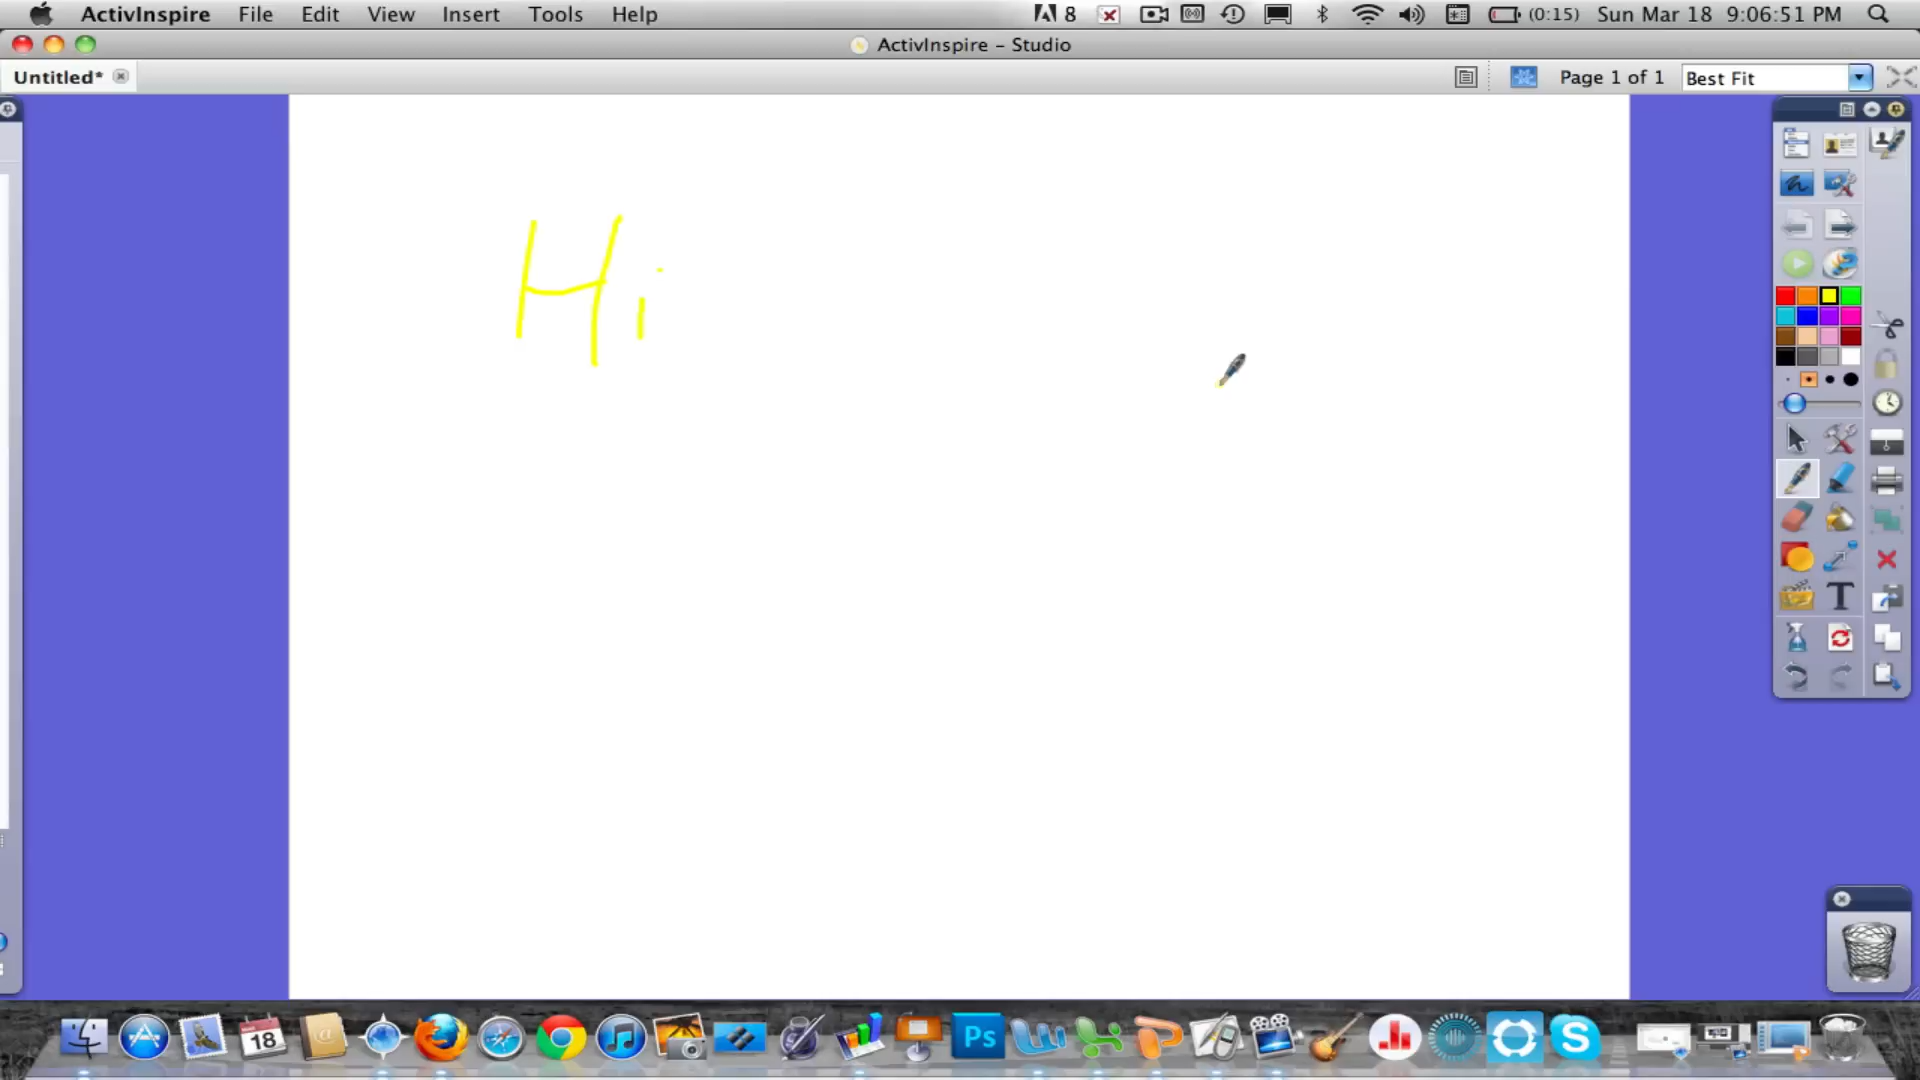 ActivInspire File Edit View Insert Tools Help 8 (0:15) Sun Mar 18 9:06:51 PM
ActivInspire – Studio
Untitled* Page 1 of 1 Best Fit
Hi
T
18 @ Ps W X P S